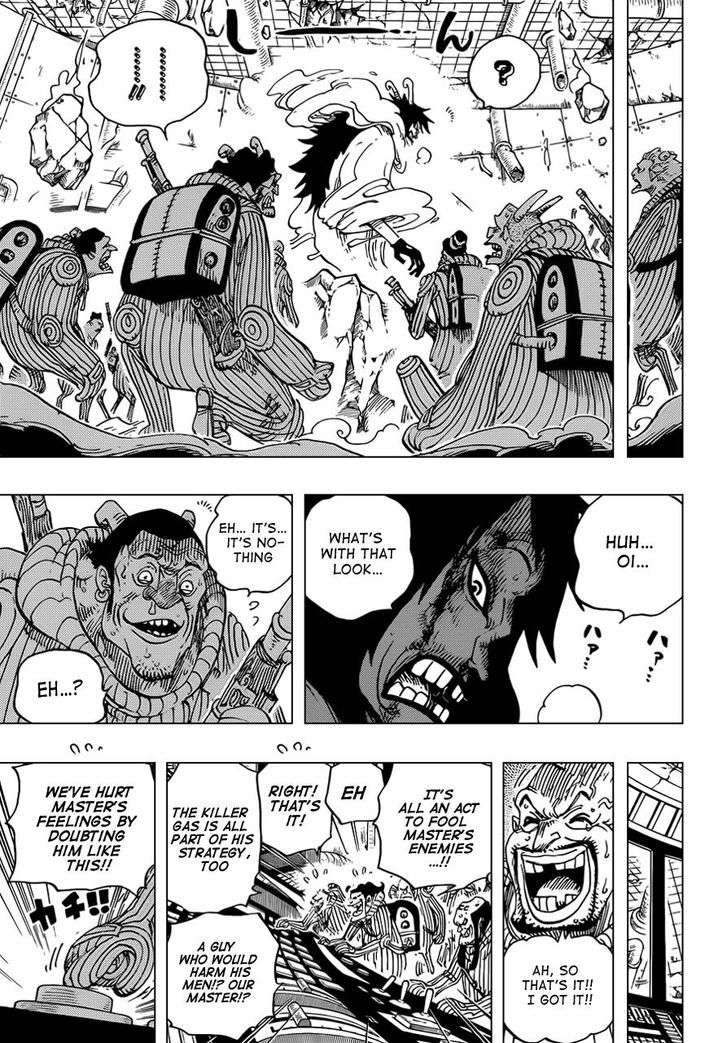 しーーん
?
!!
HUH...
OI...
WHAT'S
WITH THAT
LOOK...
ハァ...
ハァ...
EH... IT'S...
IT'S NO-
THING
EH...?
AH, SO
THAT'S IT!!
I GOT IT!!
IT'S
ALL AN ACT
TO FOOL
MASTER'S
ENEMIES
...!!
EH
RIGHT!
THAT'S
IT!
THE KILLER
GAS IS ALL
PART OF HIS
STRATEGY,
TOO
A GUY
WHO WOULD
HARM HIS
MEN!? OUR
MASTER!?
WE'VE HURT
MASTER'S
FEELINGS BY
DOUBTING
HIM LIKE
THIS!!
カチ!!